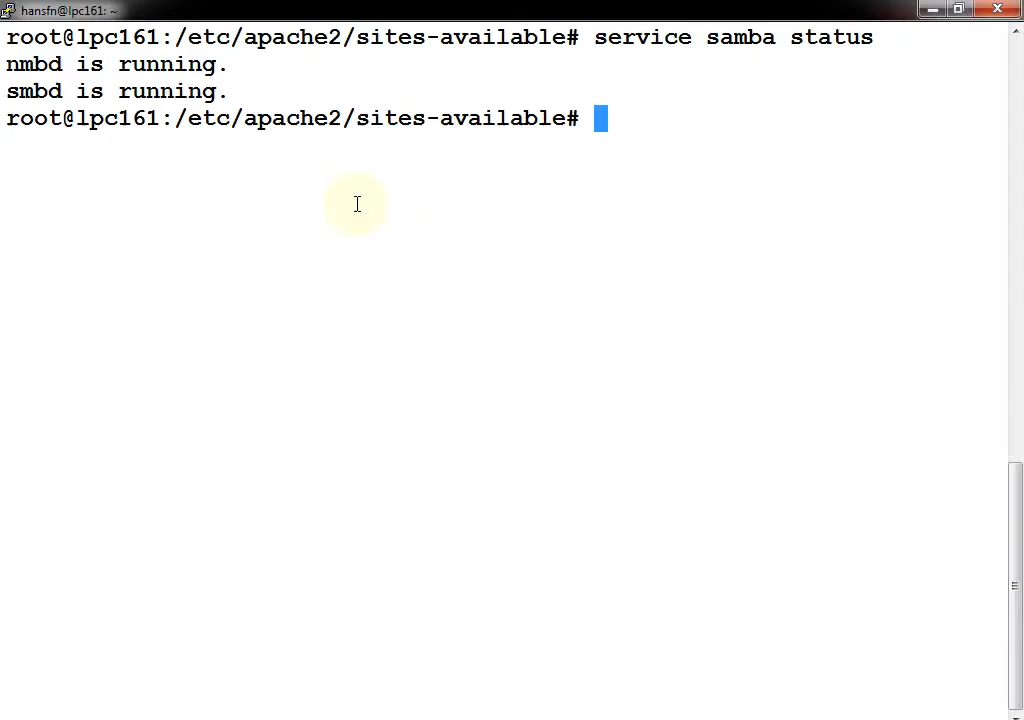 hansfn@lpc161: ~
root@lpc161:/etc/apache2/sites-available# service samba status
nmbd is running.
smbd is running.
root@lpc161:/etc/apache2/sites-available#